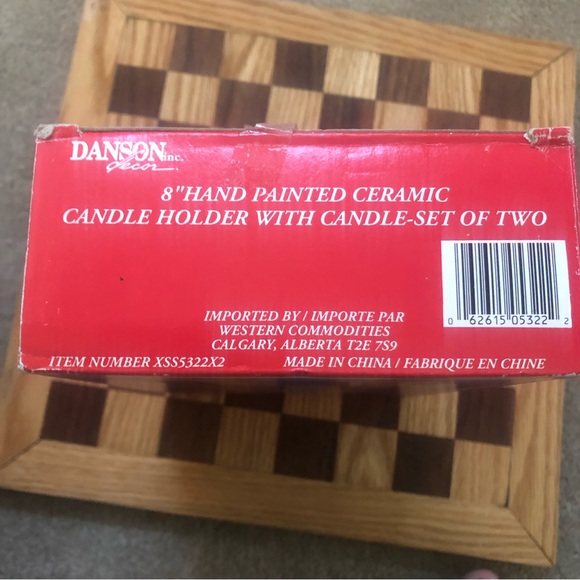 DANSON inc.
decor
8"HAND PAINTED CERAMIC
CANDLE HOLDER WITH CANDLE-SET OF TWO
0 62615 05322 2
IMPORTED BY / IMPORTE PAR
WESTERN COMMODITIES
CALGARY, ALBERTA T2E 7S9
ITEM NUMBER XSS5322X2 MADE IN CHINA / FABRIQUE EN CHINE